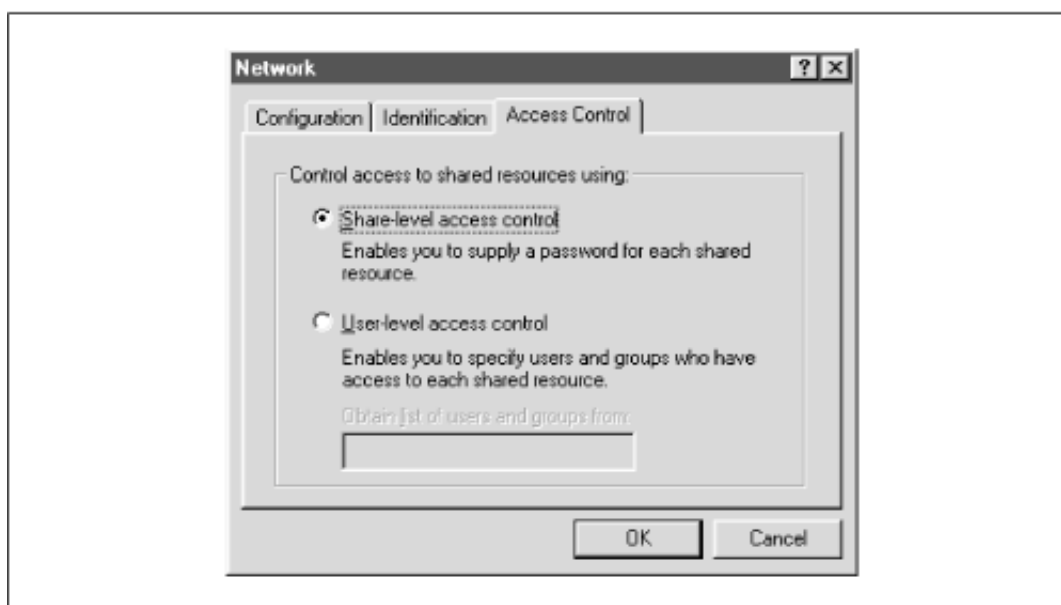 Network
Configuration Identification Access Control
Control access to shared resources using:
Share-level access control
Enables you to supply a password for each shared
resource.
User-level access control
Enables you to specify users and groups who have
access to each shared resource.
Obtain list of users and groups from:
OK Cancel